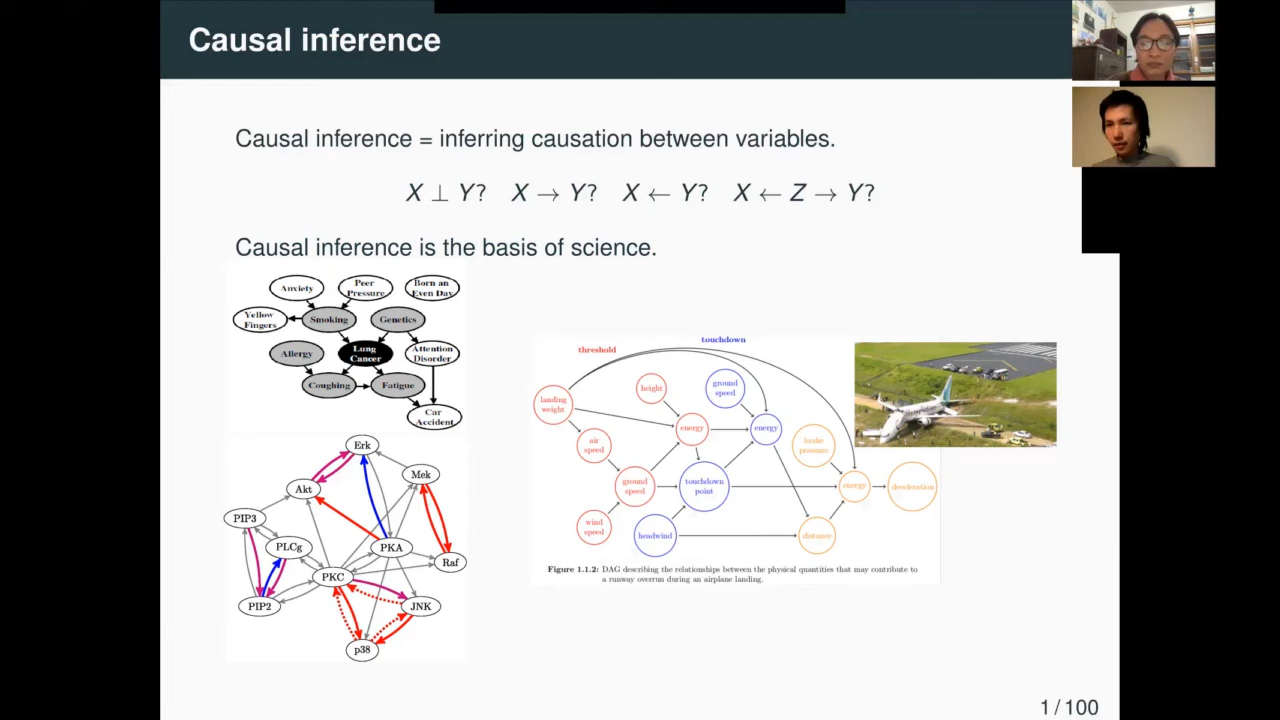 Causal inference
Causal inference = inferring causation between variables.
X ⊥ Y? X → Y? X ← Y? X ← Z → Y?
Causal inference is the basis of science.
Anxiety
Peer
Pressure
Born an
Even Day
Yellow
Fingers
Smoking
Genetics
Allergy
Lung
Cancer
Attention
Disorder
Coughing
Fatigue
Car
Accident
Erk
Mek
Akt
PIP3
PLCg
PKA
Raf
PKC
PIP2
JNK
p38
touchdown
threshold
landing
weight
height
ground
speed
energy
energy
air
speed
brake
pressure
ground
speed
touchdown
point
energy
deceleration
wind
speed
headwind
distance
Figure 1.1.2: DAG describing the relationships between the physical quantities that may contribute to
a runway overrun during an airplane landing.
1 / 100